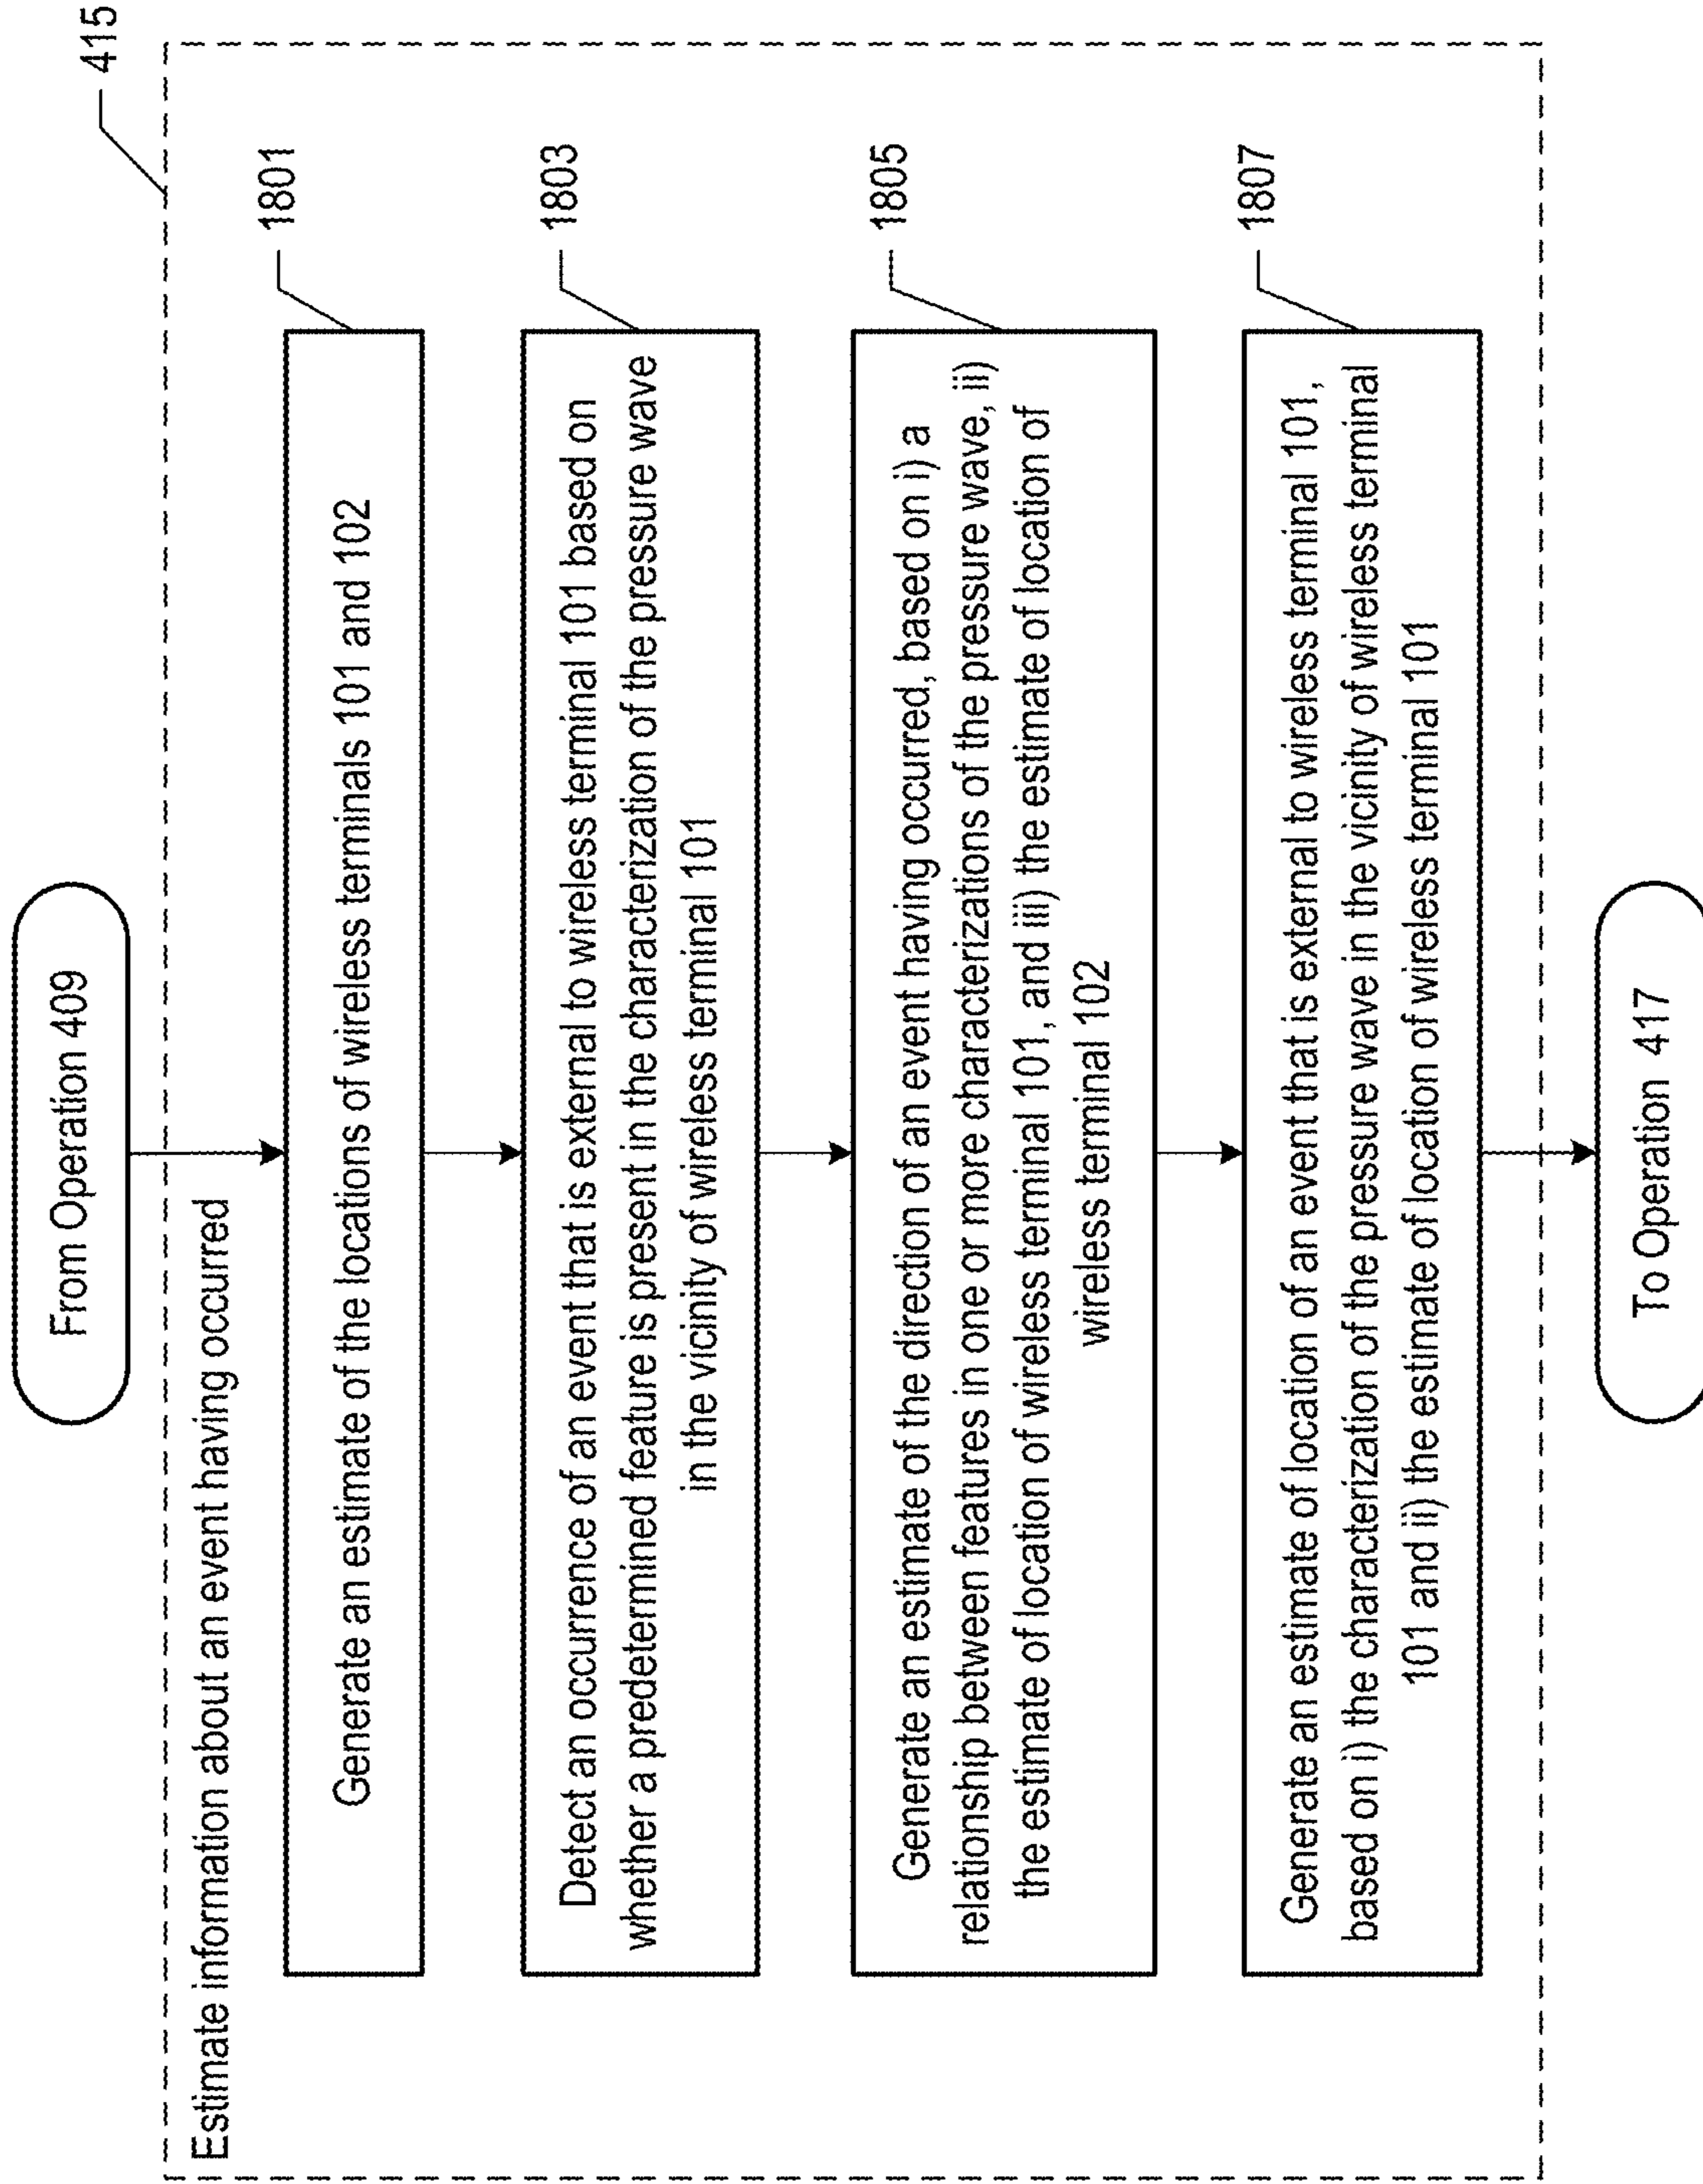 From Operation 409
415
Estimate information about an event having occurred
1801
Generate an estimate of the locations of wireless terminals 101 and 102
1803
Detect an occurrence of an event that is external to wireless terminal 101 based on
whether a predetermined feature is present in the characterization of the pressure wave
in the vicinity of wireless terminal 101
1805
Generate an estimate of the direction of an event having occurred, based on i) a
relationship between features in one or more characterizations of the pressure wave, ii)
the estimate of location of wireless terminal 101, and iii) the estimate of location of
wireless terminal 102
1807
Generate an estimate of location of an event that is external to wireless terminal 101,
based on i) the characterization of the pressure wave in the vicinity of wireless terminal
101 and ii) the estimate of location of wireless terminal 101
To Operation 417